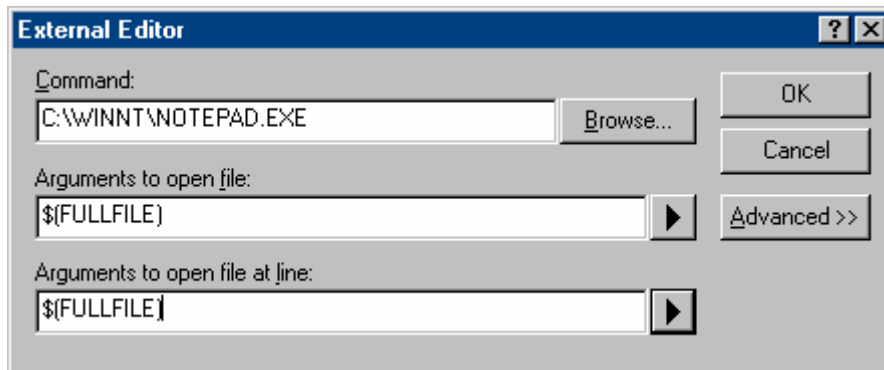 External Editor
Command:
C:\WINNT\NOTEPAD.EXE
Browse...
OK
Cancel
Arguments to open file:
$(FULLFILE)
Advanced >>
Arguments to open file at line:
$(FULLFILE)